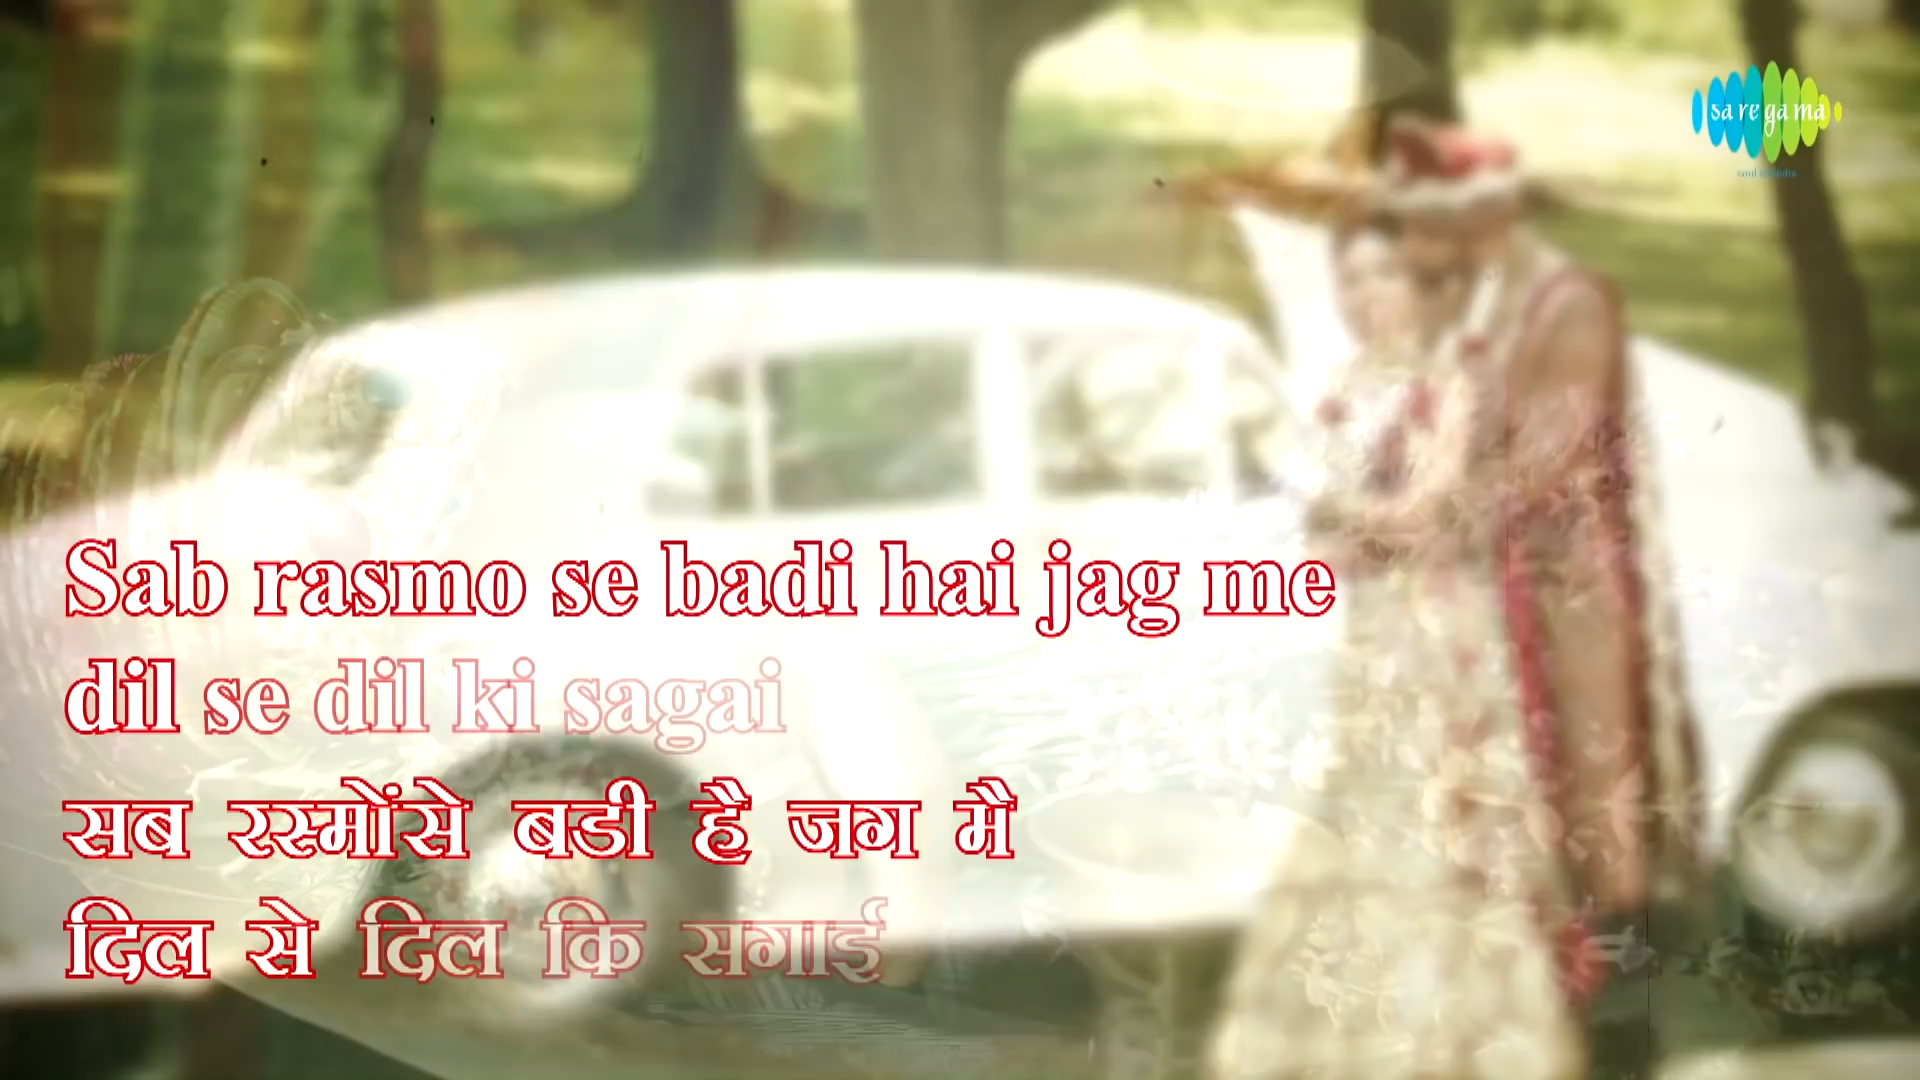 sa re ga ma
Sab rasmo se badi hai jag me
dil se dil ki sagai
सब रस्मोंसे बडी है जग मै
दिल से दिल कि सगाई